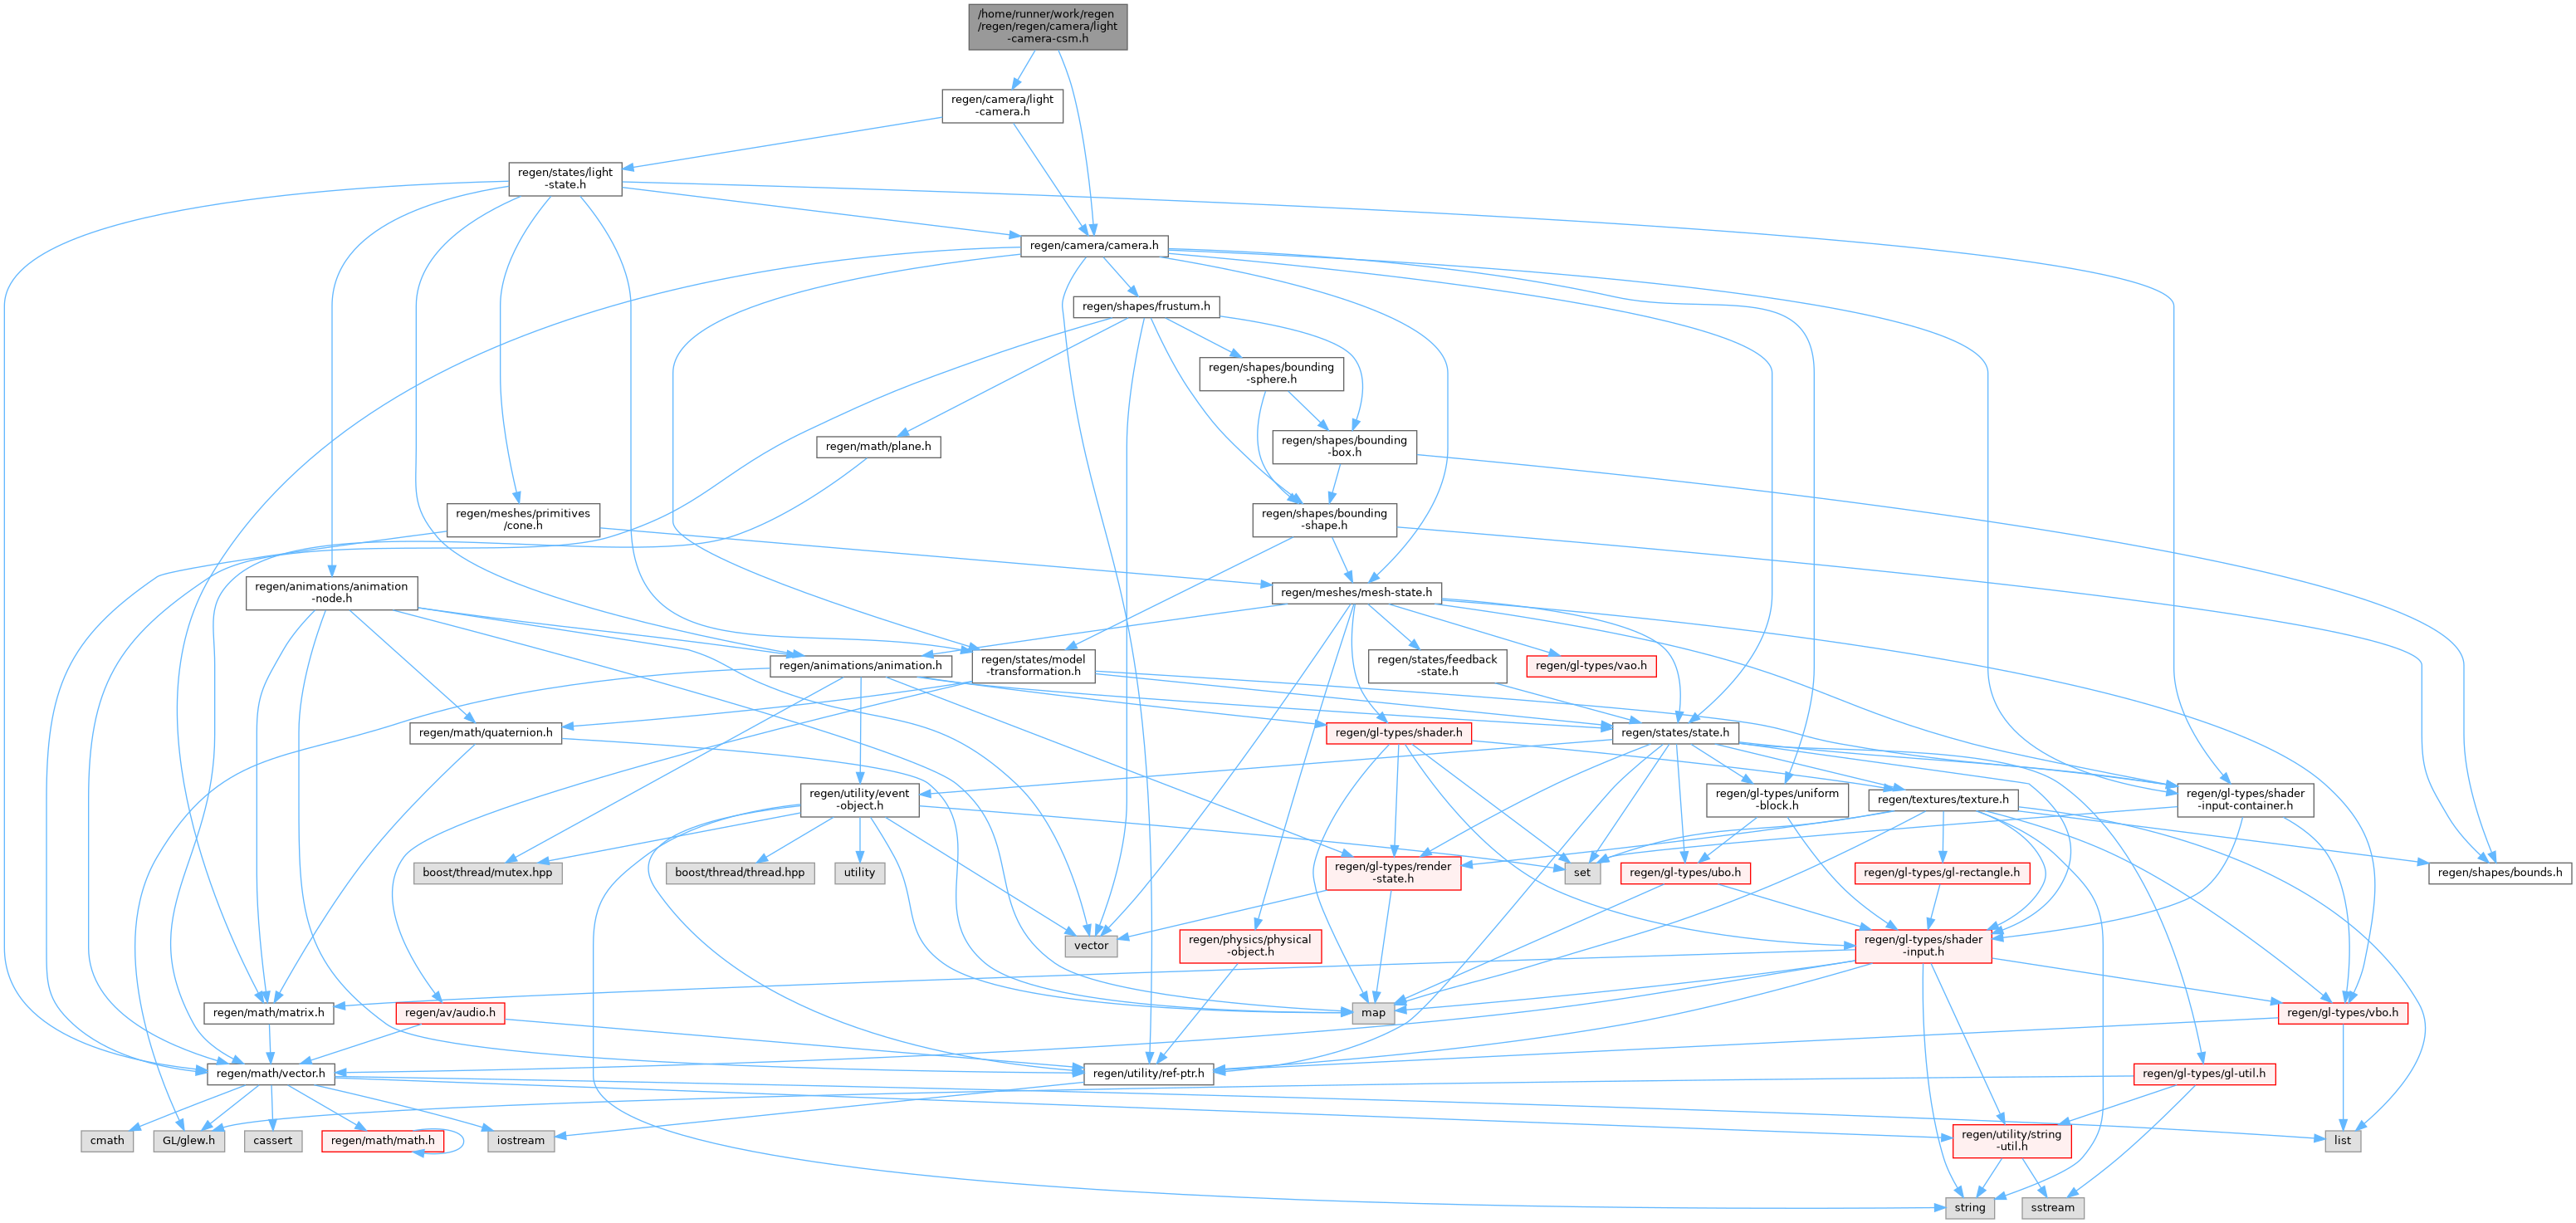 /home/runner/work/regen
/regen/regen/camera/light
-camera-csm.h
regen/camera/light
-camera.h
regen/states/light
-state.h
regen/camera/camera.h
regen/shapes/frustum.h
regen/shapes/bounding
-sphere.h
regen/math/plane.h
regen/shapes/bounding
-box.h
regen/meshes/primitives
/cone.h
regen/shapes/bounding
-shape.h
regen/animations/animation
-node.h
regen/meshes/mesh-state.h
regen/animations/animation.h
regen/states/model
-transformation.h
regen/states/feedback
-state.h
regen/gl-types/vao.h
regen/math/quaternion.h
regen/gl-types/shader.h
regen/states/state.h
regen/utility/event
-object.h
regen/gl-types/uniform
-block.h
regen/textures/texture.h
regen/gl-types/shader
-input-container.h
boost/thread/mutex.hpp
boost/thread/thread.hpp
utility
regen/gl-types/render
-state.h
set
regen/gl-types/ubo.h
regen/gl-types/gl-rectangle.h
regen/shapes/bounds.h
vector
regen/physics/physical
-object.h
regen/gl-types/shader
-input.h
regen/math/matrix.h
regen/av/audio.h
map
regen/gl-types/vbo.h
regen/math/vector.h
regen/utility/ref-ptr.h
regen/gl-types/gl-util.h
cmath
GL/glew.h
cassert
regen/math/math.h
iostream
regen/utility/string
-util.h
list
string
sstream